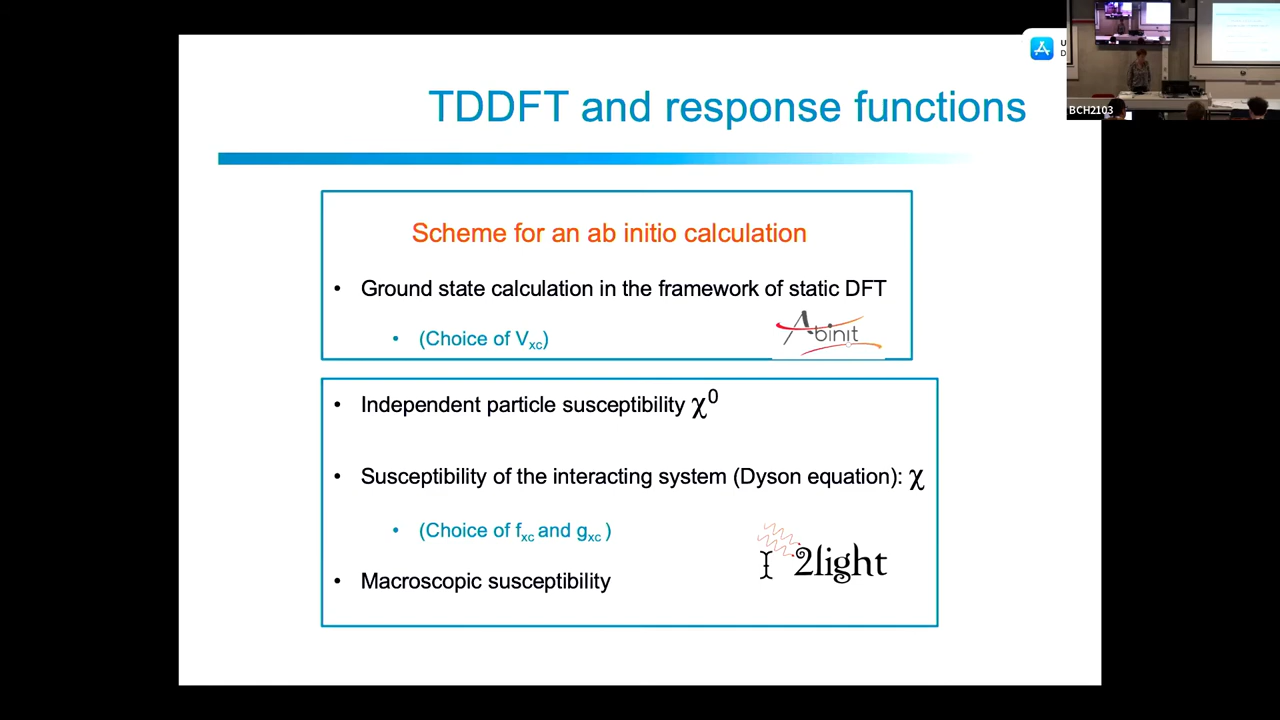 TDDFT and response functions
U
D
BCH2103
Scheme for an ab initio calculation
• Ground state calculation in the framework of static DFT
• (Choice of Vxc)
Abinit
• Independent particle susceptibility χ⁰
• Susceptibility of the interacting system (Dyson equation): χ
• (Choice of fxc and gxc )
2light
• Macroscopic susceptibility